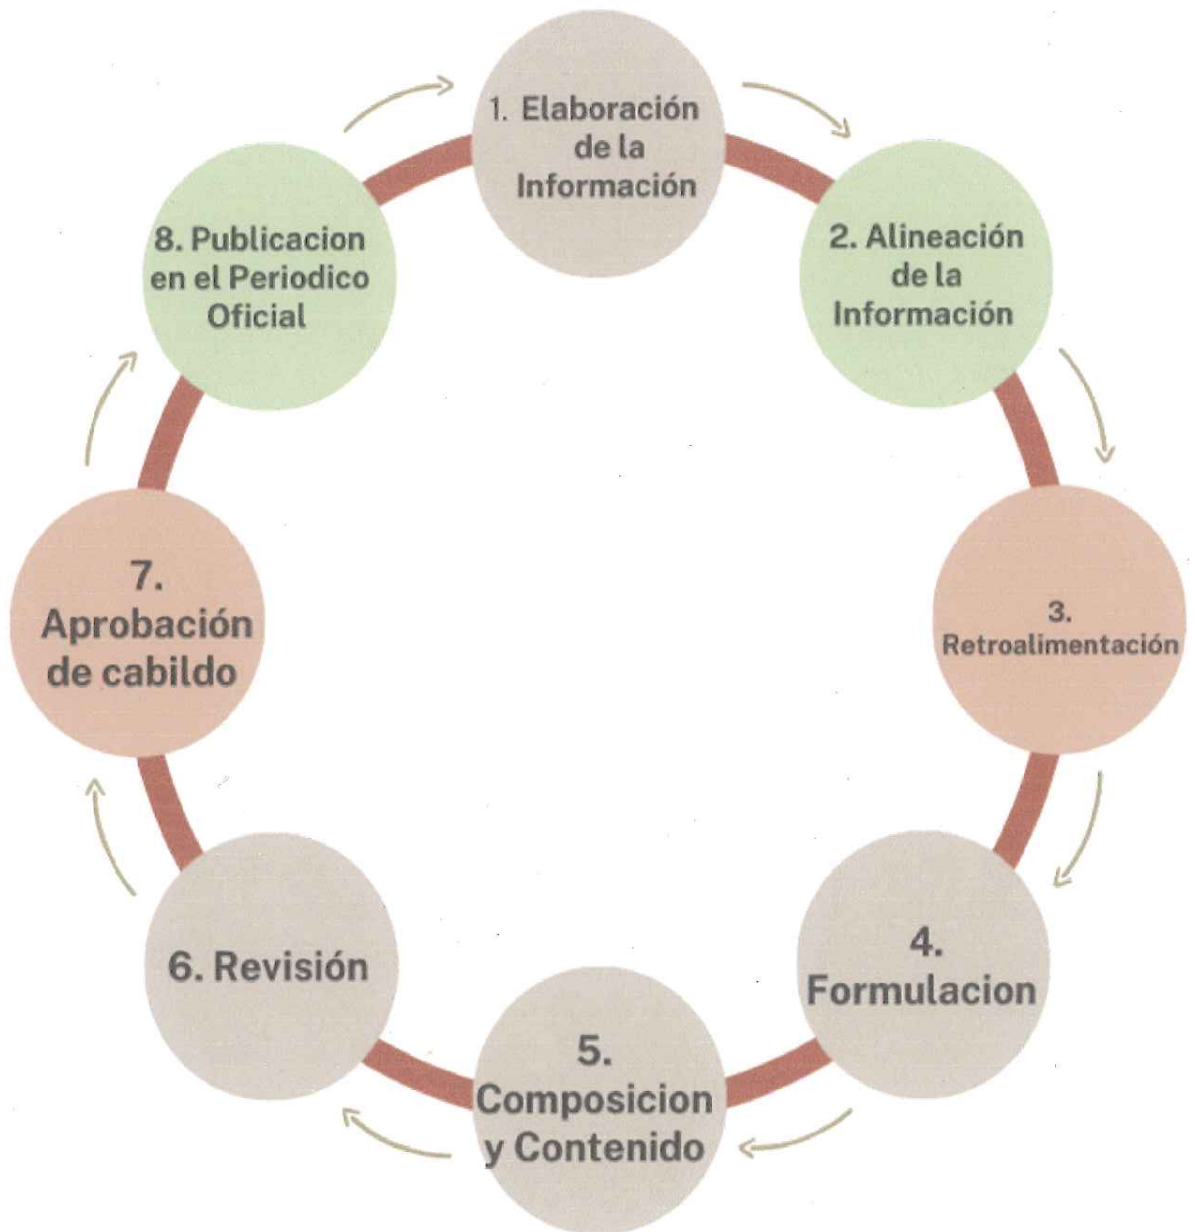 1. Elaboración
de la
Información
2. Alineación
de la
Información
3.
Retroalimentación
4.
Formulacion
5.
Composicion
y Contenido
6. Revisión
7.
Aprobación
de cabildo
8. Publicacion
en el Periodico
Oficial